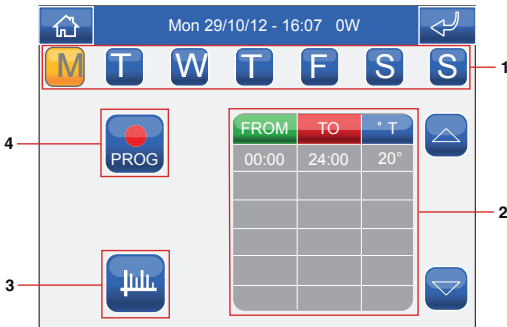 Mon 29/10/12 - 16:07 0W
M T W T F S S
1
4
PROG
FROM TO ° T
00:00 24:00 20°
2
3